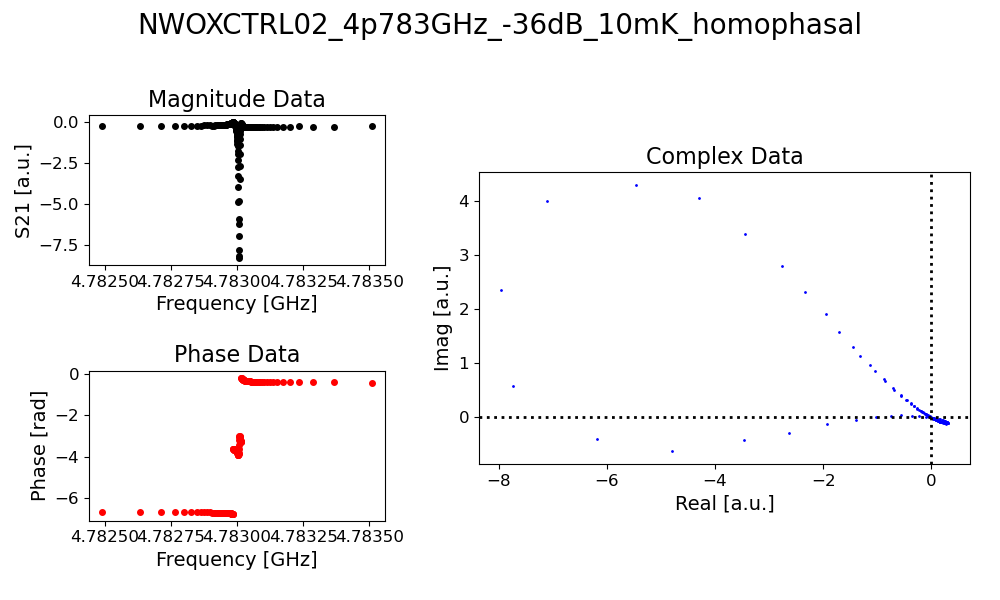 NWOXCTRL02_4p783GHz_-36dB_10mK_homophasal
Magnitude Data
S21 [a.u.]
0.0
−2.5
−5.0
−7.5
4.78250 4.78275 4.78300 4.78325 4.78350
Frequency [GHz]
Phase Data
Phase [rad]
0
−2
−4
−6
4.78250 4.78275 4.78300 4.78325 4.78350
Frequency [GHz]
Complex Data
Imag [a.u.]
4
3
2
1
0
−8 −6 −4 −2 0
Real [a.u.]